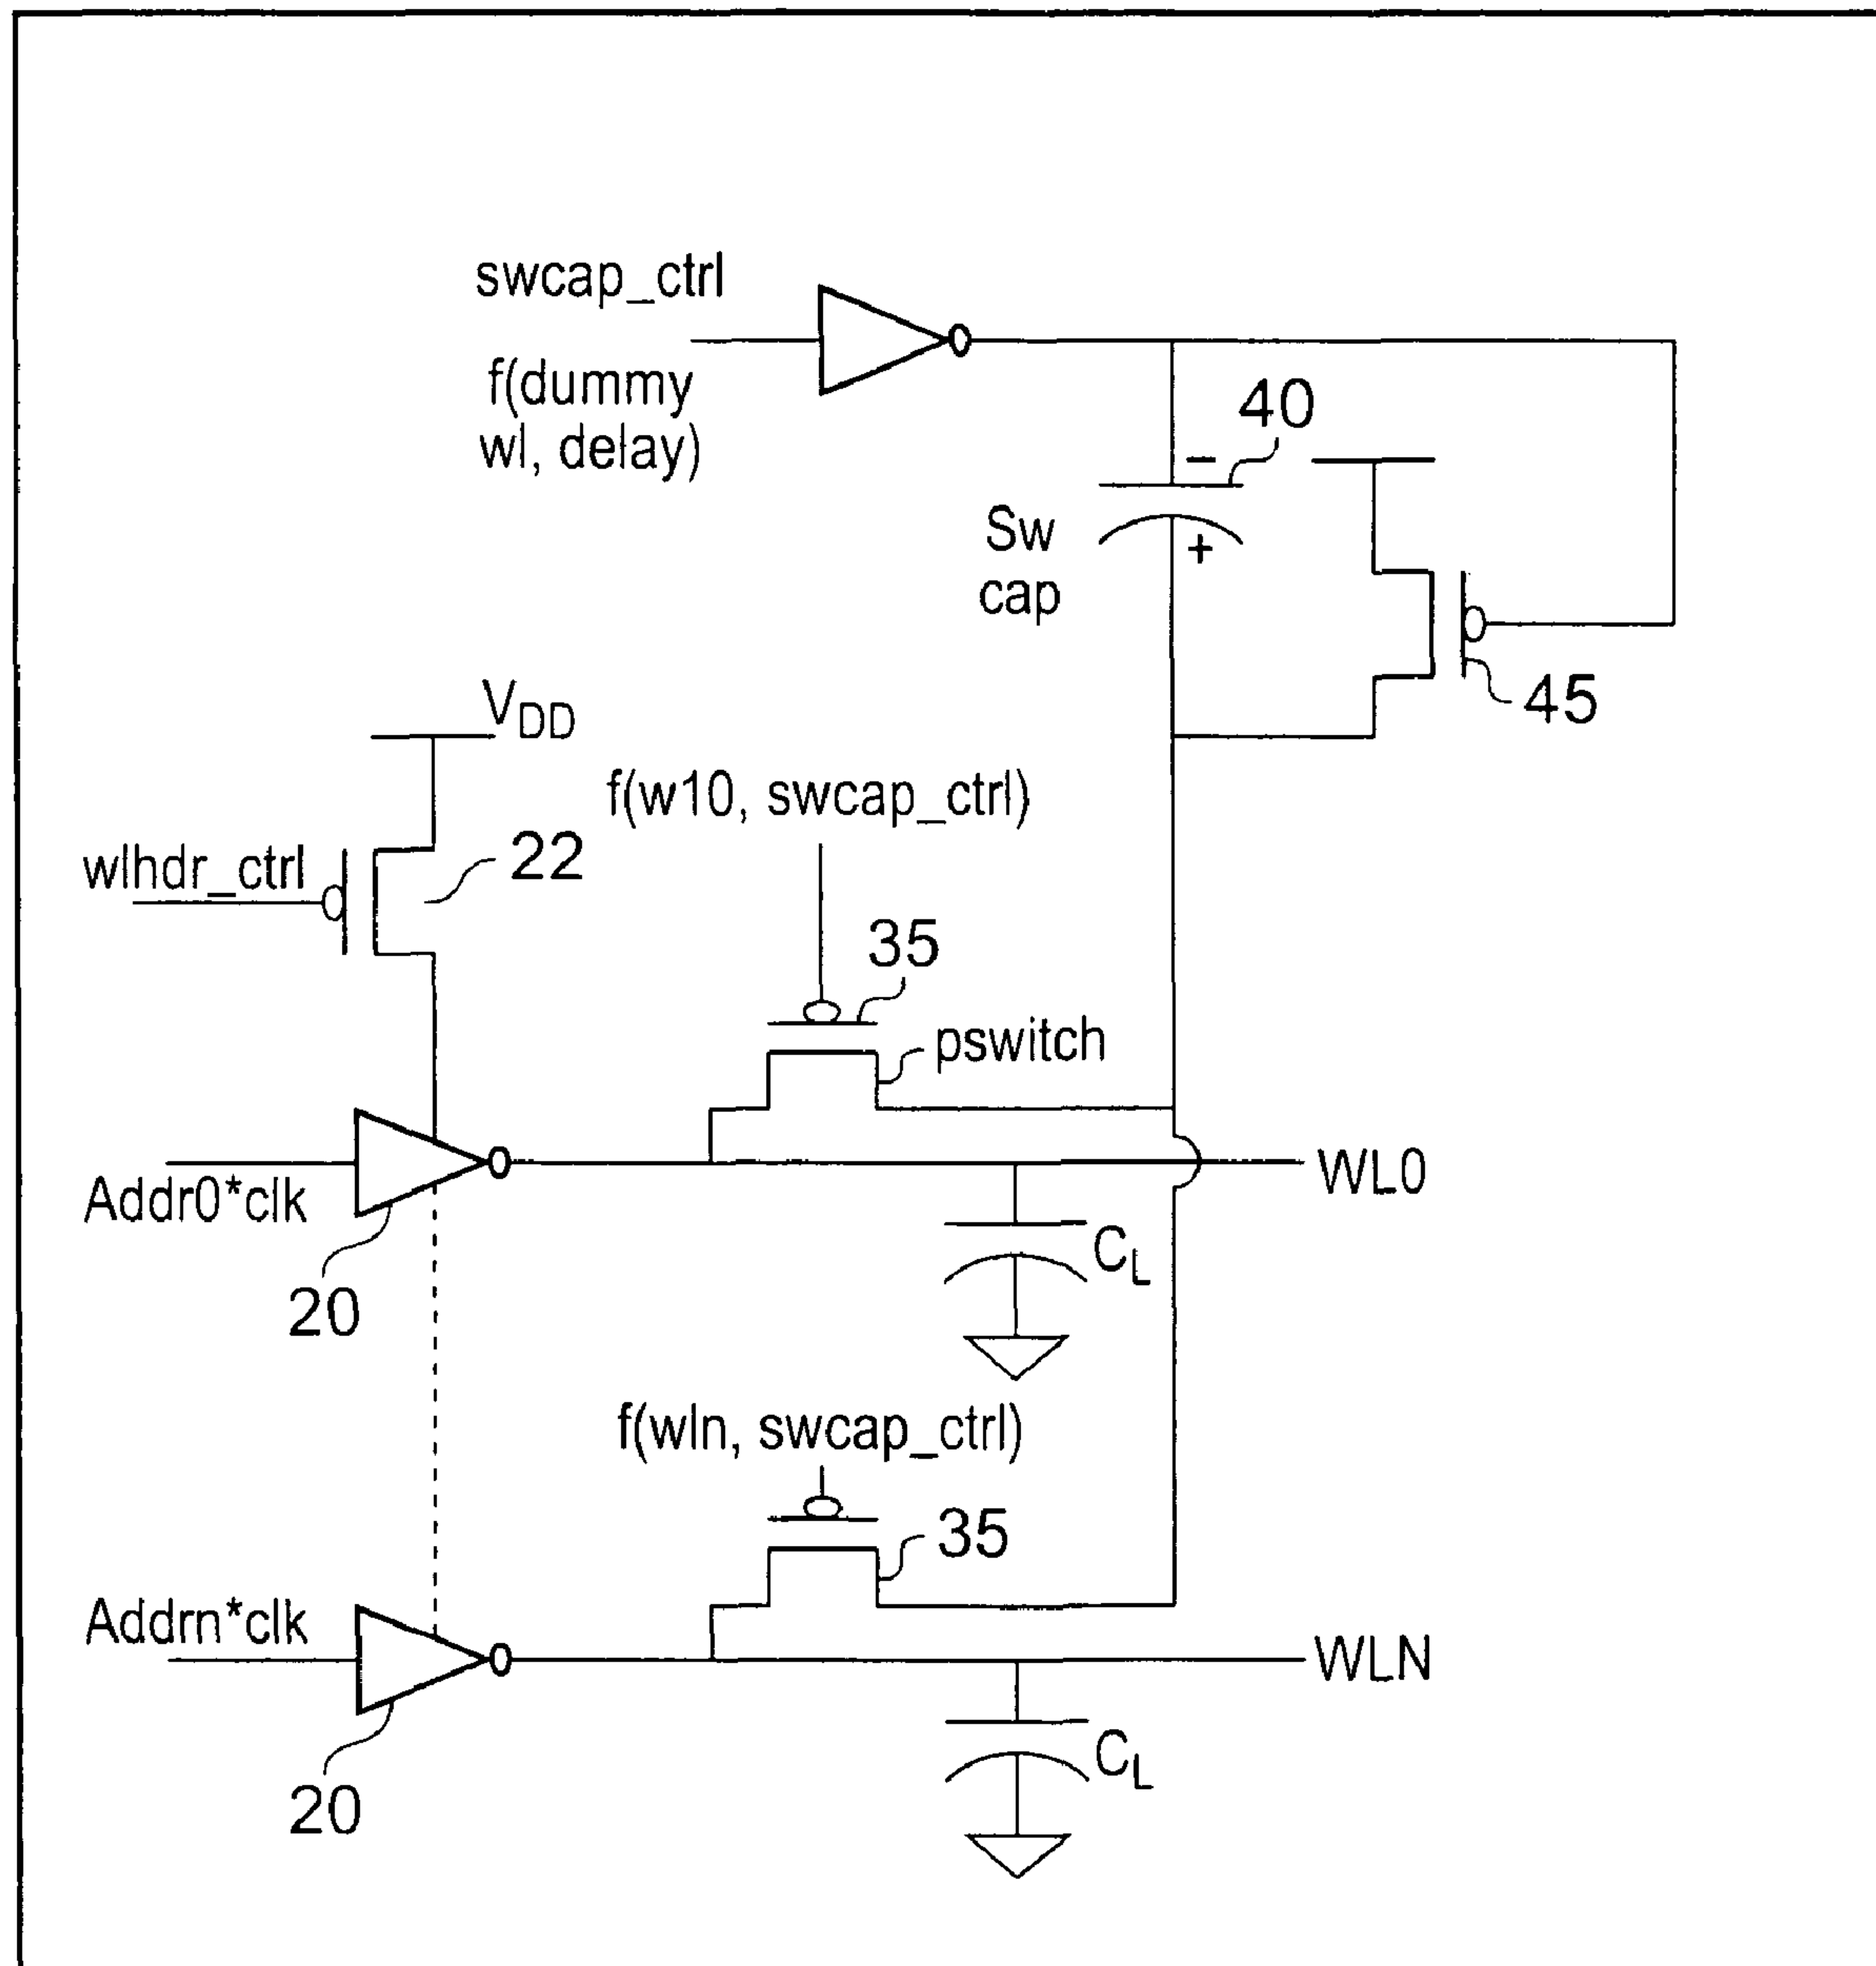 swcap_ctrl
f(dummy
wl, delay)
40
−
Sw
cap
+
45
VDD
f(w10, swcap_ctrl)
wlhdr_ctrl
22
35
pswitch
Addr0*clk
WL0
CL
20
f(wln, swcap_ctrl)
35
Addrn*clk
WLN
CL
20